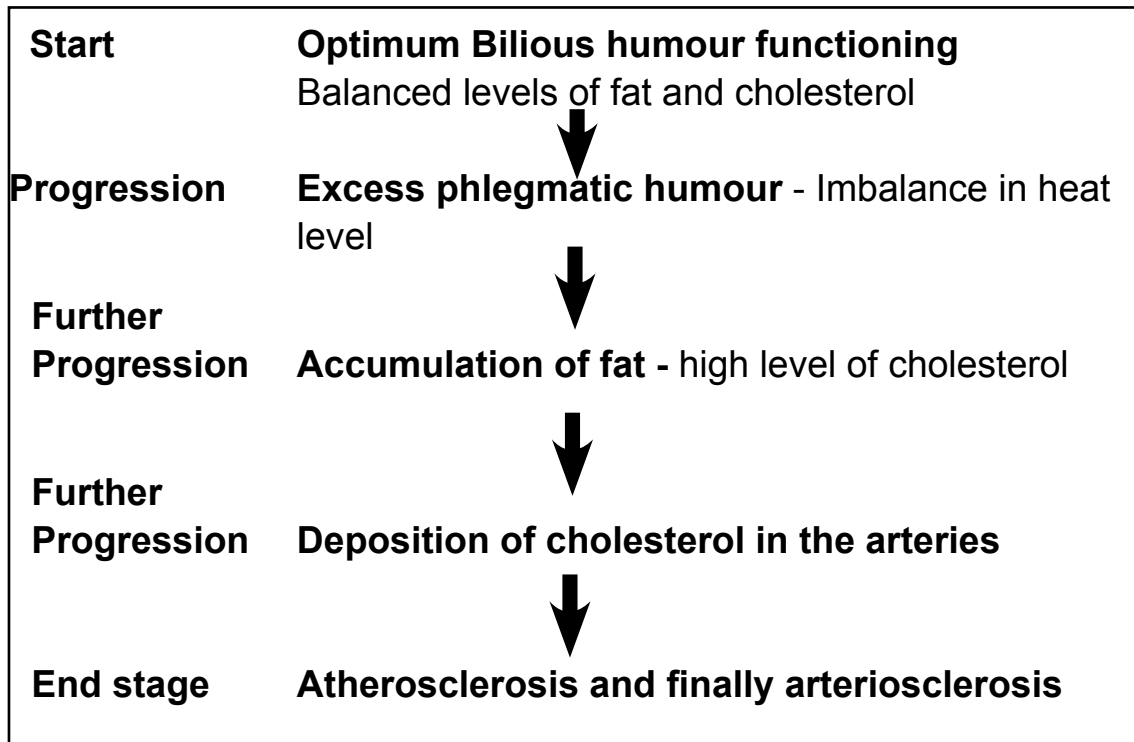 Start Optimum Bilious humour functioning
Balanced levels of fat and cholesterol
Progression Excess phlegmatic humour - Imbalance in heat
level
Further
Progression Accumulation of fat - high level of cholesterol
Further
Progression Deposition of cholesterol in the arteries
End stage Atherosclerosis and finally arteriosclerosis